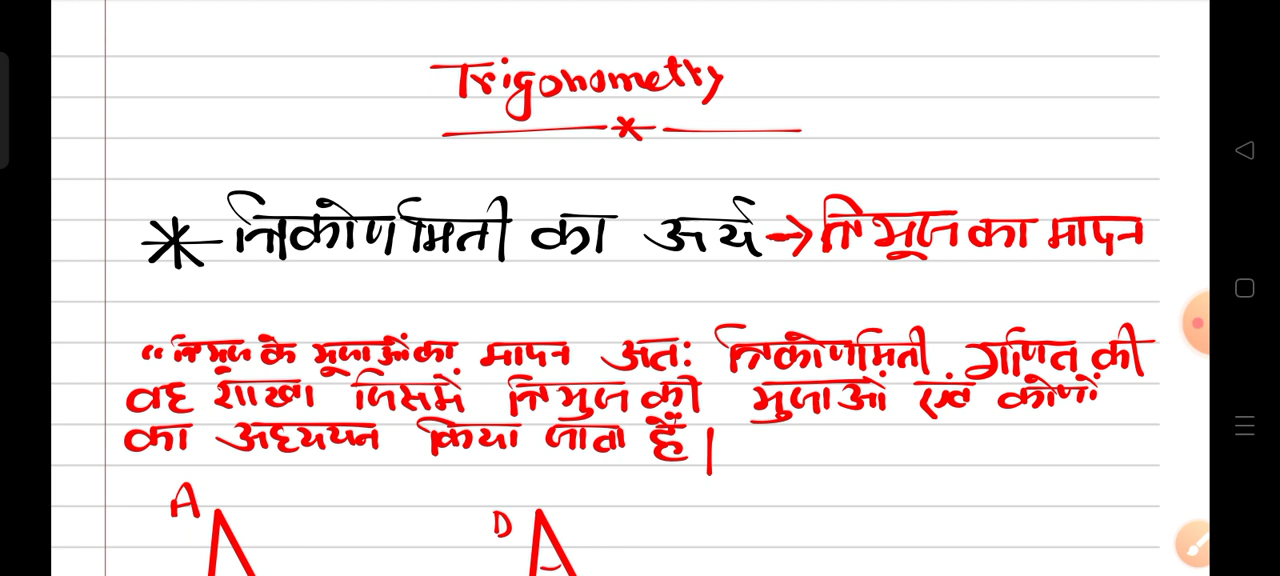 Trigonometry
* त्रिकोणमिती का अर्थ → त्रिभूज का मापन
“त्रिभूज के भूजाओं का मापन अतः त्रिकोणमिती गणित की
वह शाखा जिसमें त्रिभुज की भुजाओं एवं कोणों
का अध्ययन किया जाता हैं |
A D